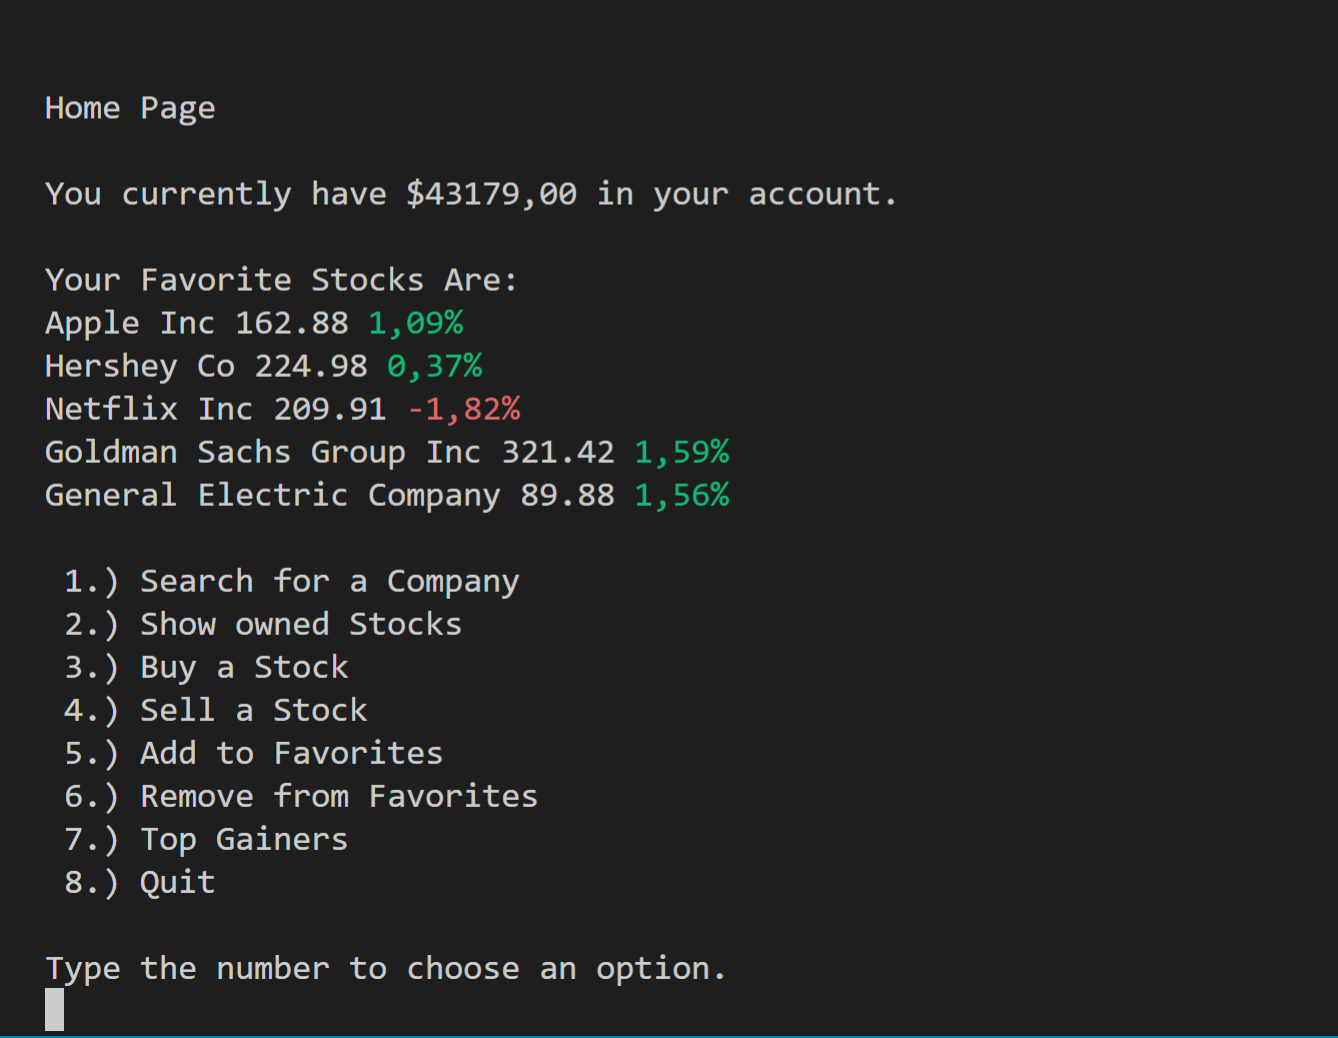 Home Page
You currently have $43179,00 in your account.
Your Favorite Stocks Are:
Apple Inc 162.88 1,09%
Hershey Co 224.98 0,37%
Netflix Inc 209.91 -1,82%
Goldman Sachs Group Inc 321.42 1,59%
General Electric Company 89.88 1,56%
1.) Search for a Company
2.) Show owned Stocks
3.) Buy a Stock
4.) Sell a Stock
5.) Add to Favorites
6.) Remove from Favorites
7.) Top Gainers
8.) Quit
Type the number to choose an option.